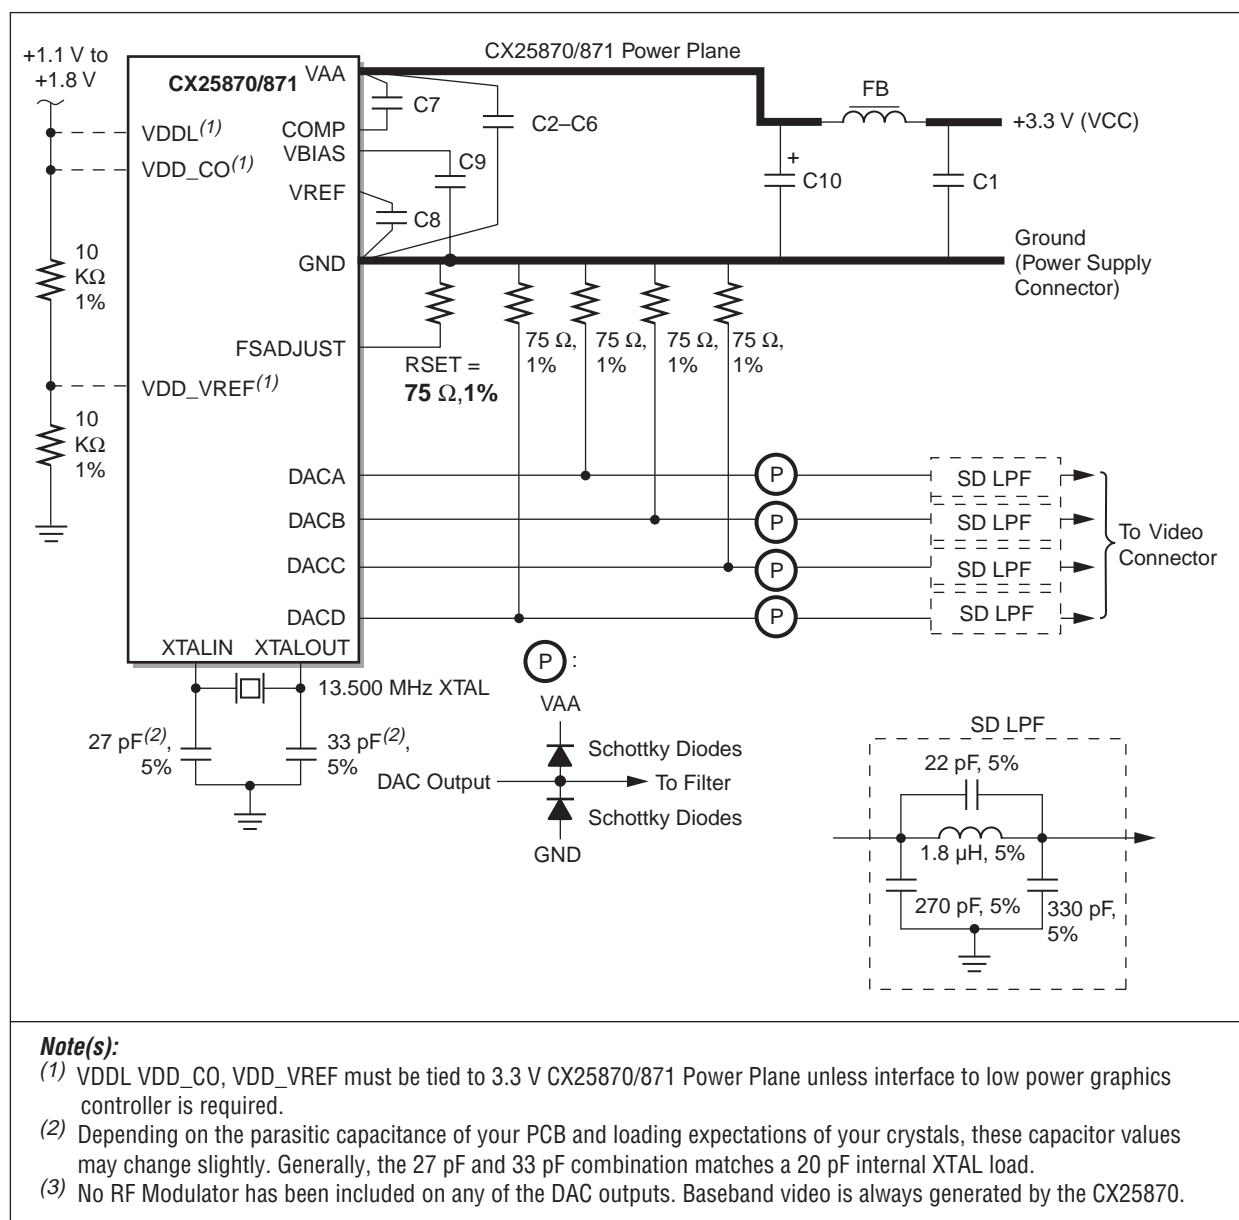 +1.1 V to
+1.8 V
CX25870/871
CX25870/871 Power Plane
VAA
C7
C2–C6
FB
+3.3 V (VCC)
VDDL(1)
COMP
VBIAS
VDD_CO(1)
C9
+
C10
C1
VREF
C8
GND
Ground
(Power Supply
Connector)
10
KΩ
1%
FSADJUST
RSET =
75 Ω,1%
75 Ω,
1%
75 Ω,
1%
75 Ω,
1%
75 Ω,
1%
VDD_VREF(1)
10
KΩ
1%
DACA
P
SD LPF
DACB
P
SD LPF
To Video
Connector
DACC
P
SD LPF
DACD
P
SD LPF
XTALIN
XTALOUT
13.500 MHz XTAL
27 pF(2),
5%
33 pF(2),
5%
P :
VAA
Schottky Diodes
DAC Output
To Filter
Schottky Diodes
GND
SD LPF
22 pF, 5%
1.8 µH, 5%
270 pF, 5%
330 pF,
5%
Note(s):
(1) VDDL VDD_CO, VDD_VREF must be tied to 3.3 V CX25870/871 Power Plane unless interface to low power graphics
controller is required.
(2) Depending on the parasitic capacitance of your PCB and loading expectations of your crystals, these capacitor values
may change slightly. Generally, the 27 pF and 33 pF combination matches a 20 pF internal XTAL load.
(3) No RF Modulator has been included on any of the DAC outputs. Baseband video is always generated by the CX25870.